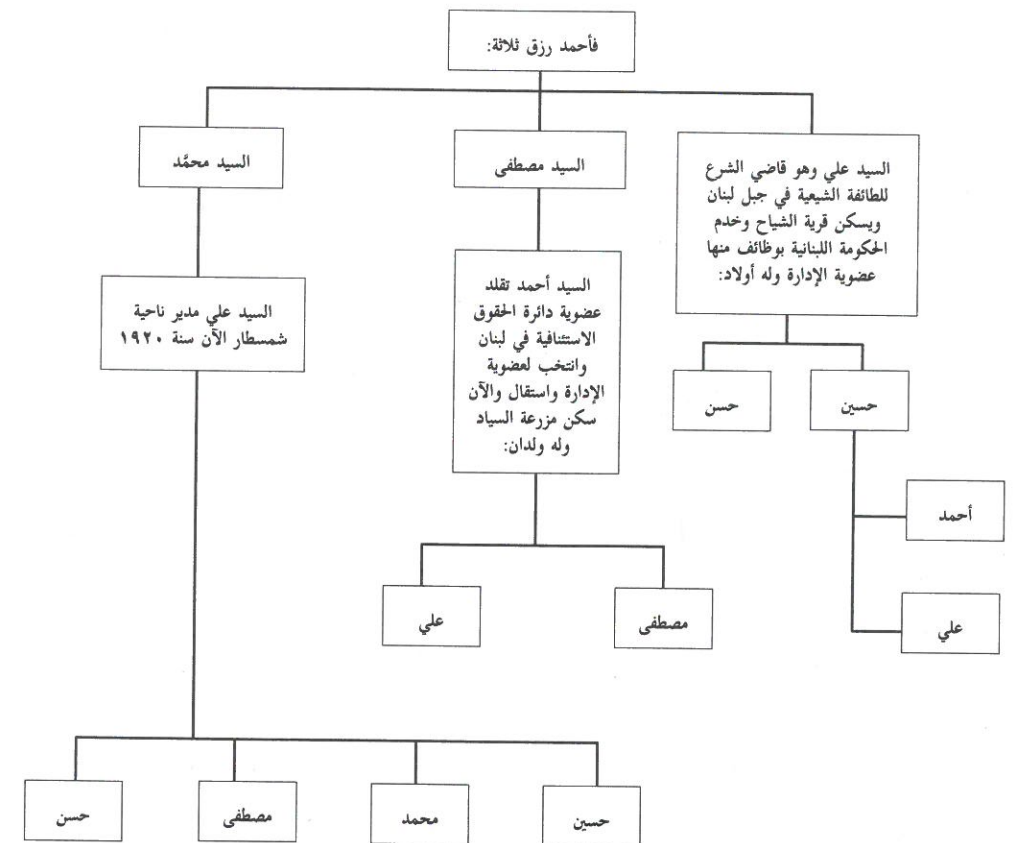 فأحمد رزق ثلاثة:
السيد علي وهو قاضي الشرع
للطائفة الشيعية في جبل لبنان
ويسكن قرية الشياح وخدم
الحكومة اللبنانية بوظائف منها
عضوية الإدارة وله أولاد:
السيد مصطفى
السيد محمَّد
السيد أحمد تقلد
عضوية دائرة الحقوق
الاستئنافية في لبنان
وانتخب لعضوية
الإدارة واستقال والآن
سكن مزرعة السياد
وله ولدان:
السيد علي مدير ناحية
شمسطار الآن سنة ١٩٢٠
حسين
حسن
أحمد
علي
مصطفى
علي
حسين
محمد
مصطفى
حسن